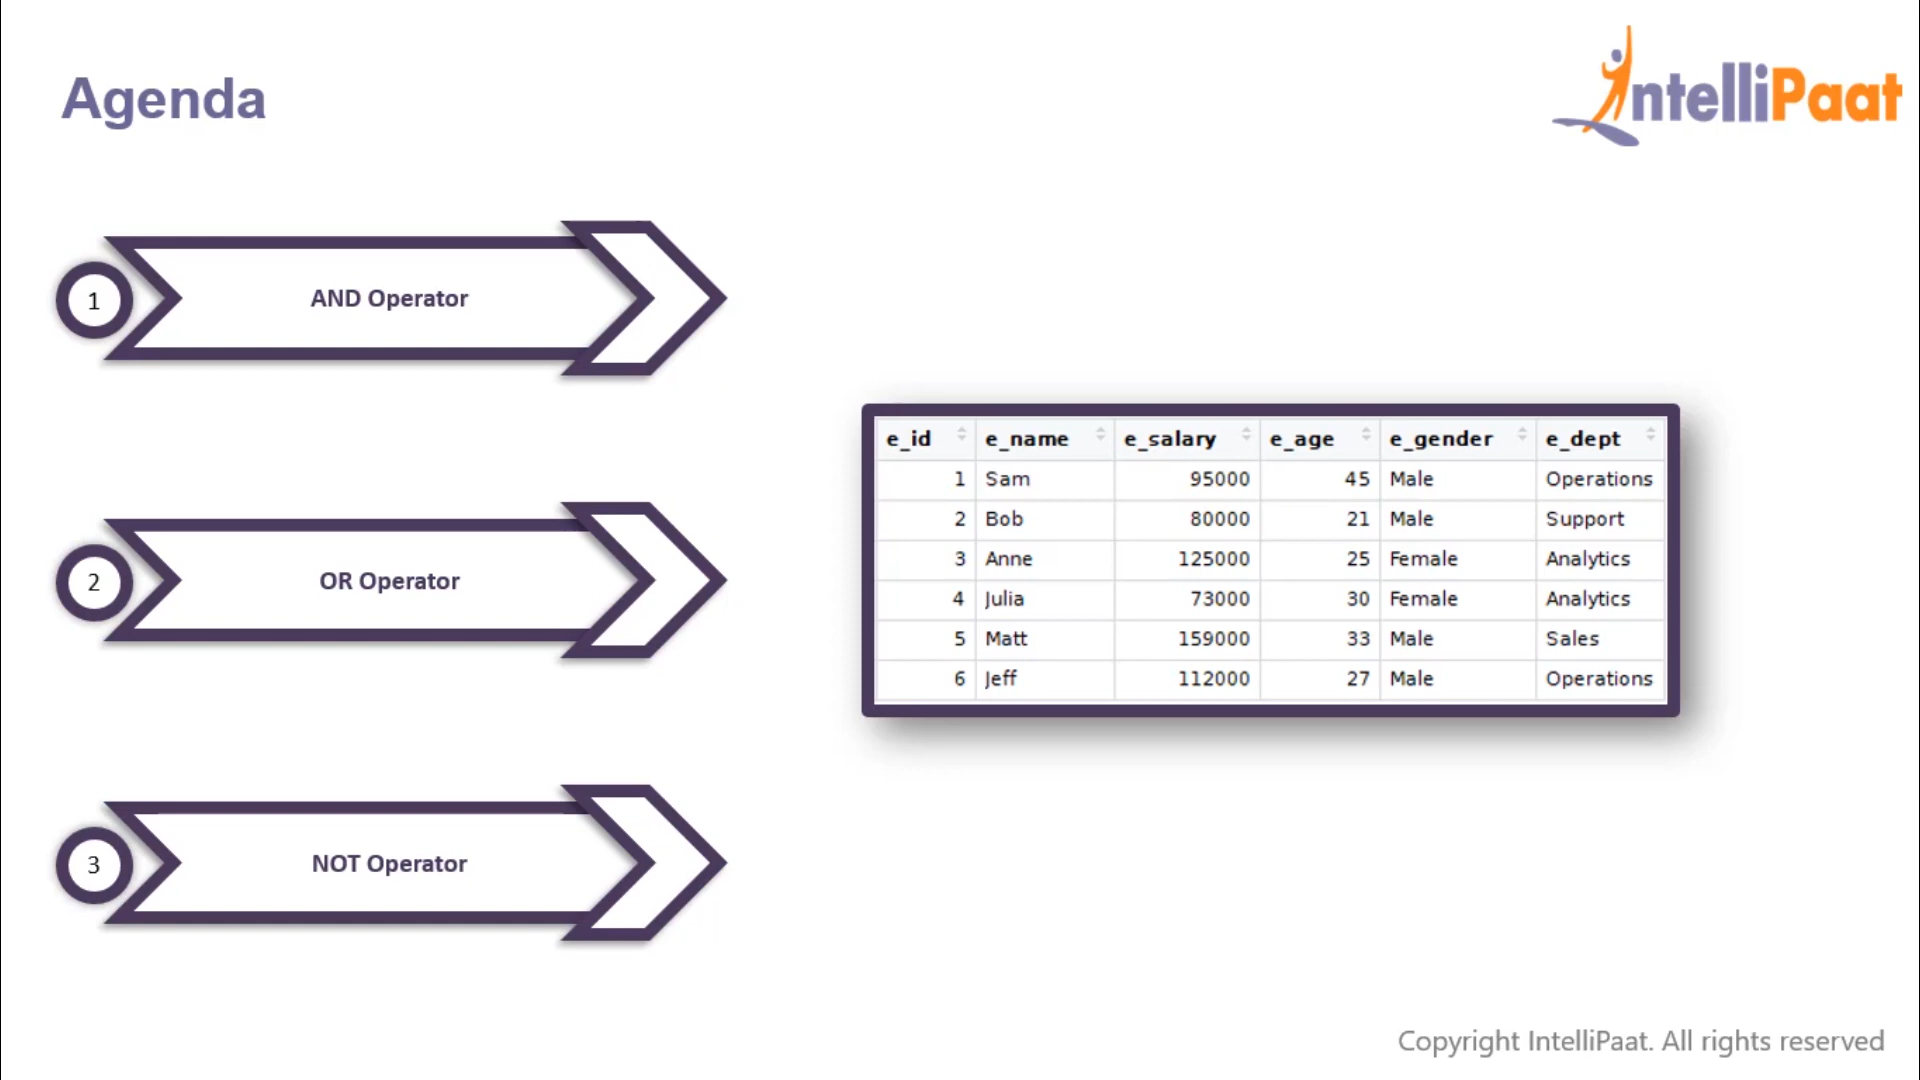 Agenda
IntelliPaat
1
AND Operator
2
OR Operator
3
NOT Operator
e_id e_name e_salary e_age e_gender e_dept
1 Sam 95000 45 Male Operations
2 Bob 80000 21 Male Support
3 Anne 125000 25 Female Analytics
4 Julia 73000 30 Female Analytics
5 Matt 159000 33 Male Sales
6 Jeff 112000 27 Male Operations
Copyright IntelliPaat. All rights reserved